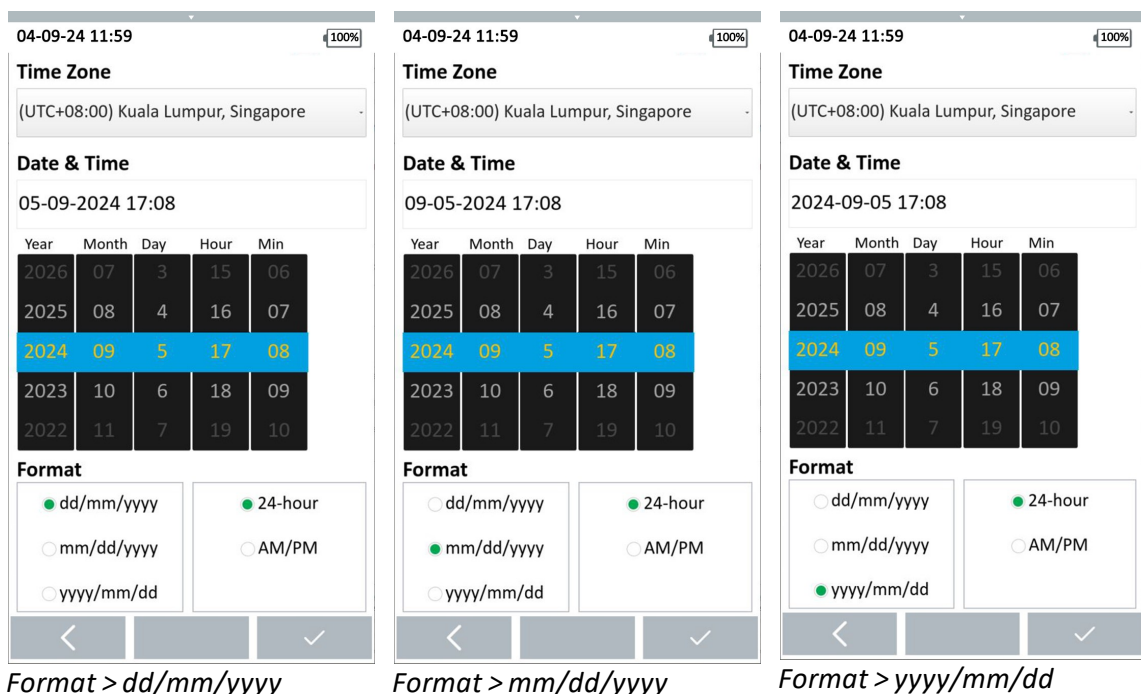 04-09-24 11:59 100%
Time Zone
(UTC+08:00) Kuala Lumpur, Singapore
Date & Time
05-09-2024 17:08
Year Month Day Hour Min
2026 07 3 15 06
2025 08 4 16 07
2024 09 5 17 08
2023 10 6 18 09
2022 11 7 19 10
Format
dd/mm/yyyy 24-hour
mm/dd/yyyy AM/PM
yyyy/mm/dd
Format > dd/mm/yyyy
04-09-24 11:59 100%
Time Zone
(UTC+08:00) Kuala Lumpur, Singapore
Date & Time
09-05-2024 17:08
Year Month Day Hour Min
2026 07 3 15 06
2025 08 4 16 07
2024 09 5 17 08
2023 10 6 18 09
2022 11 7 19 10
Format
dd/mm/yyyy 24-hour
mm/dd/yyyy AM/PM
yyyy/mm/dd
Format > mm/dd/yyyy
04-09-24 11:59 100%
Time Zone
(UTC+08:00) Kuala Lumpur, Singapore
Date & Time
2024-09-05 17:08
Year Month Day Hour Min
2026 07 3 15 06
2025 08 4 16 07
2024 09 5 17 08
2023 10 6 18 09
2022 11 7 19 10
Format
dd/mm/yyyy 24-hour
mm/dd/yyyy AM/PM
yyyy/mm/dd
Format > yyyy/mm/dd